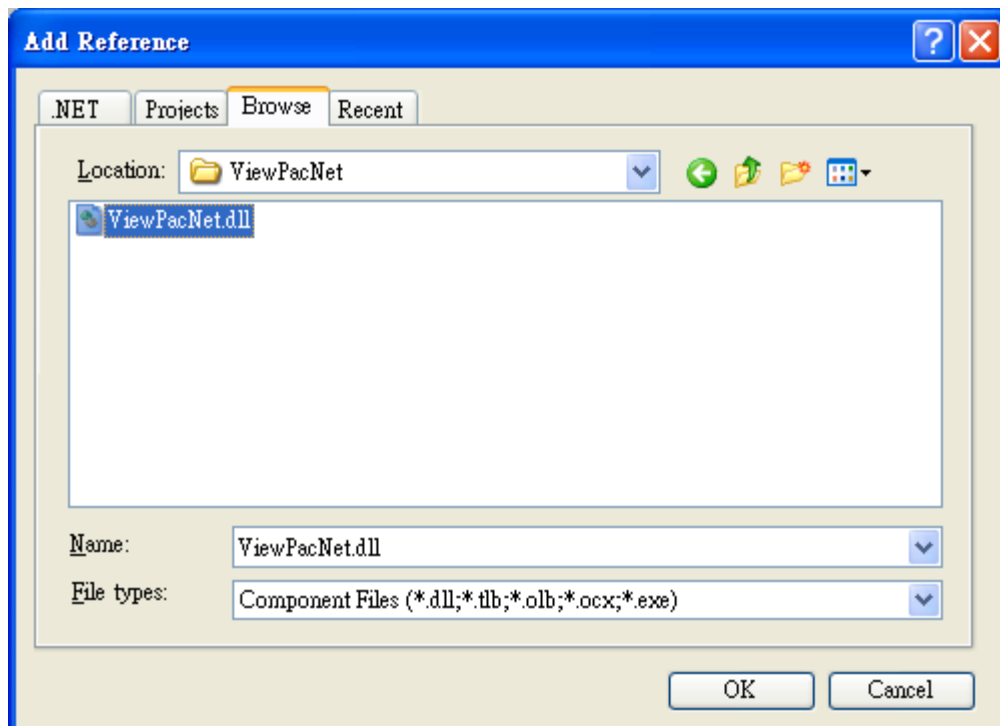 Add Reference
.NET Projects Browse Recent
Location: ViewPacNet
ViewPacNet.dll
Name: ViewPacNet.dll
File types: Component Files (*.dll;*.tlb;*.olb;*.ocx;*.exe)
OK Cancel